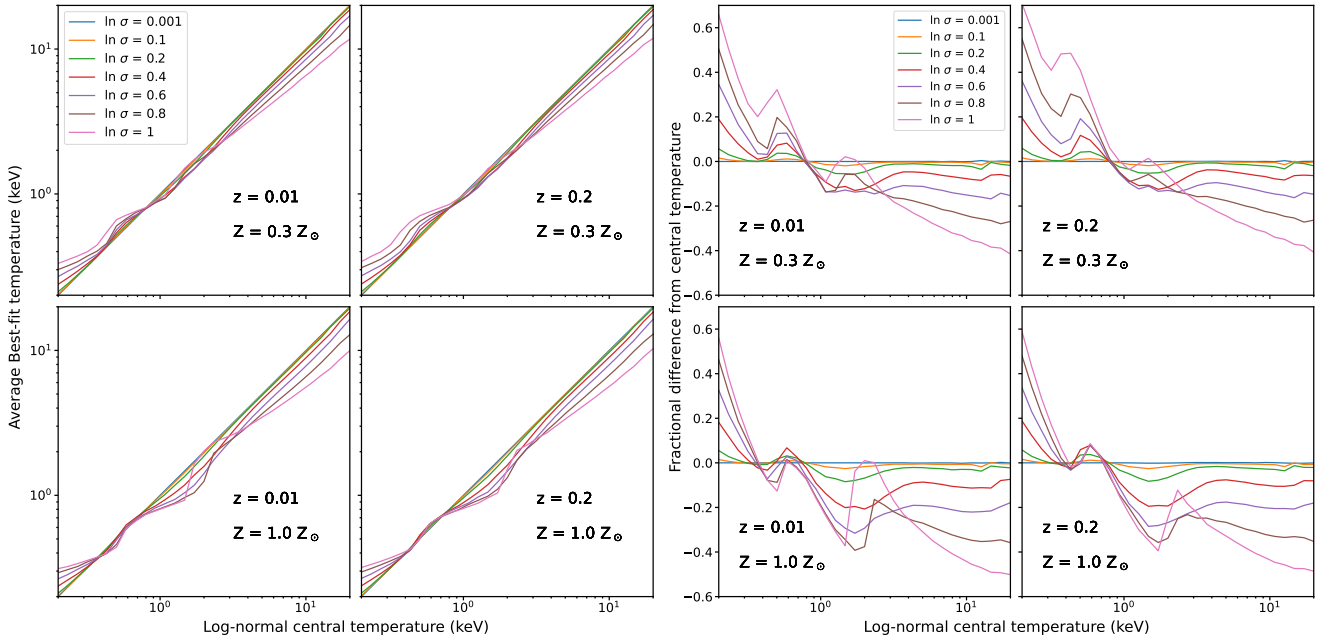 Average Best-fit temperature (keV)
10¹
10⁰
ln σ = 0.001
ln σ = 0.1
ln σ = 0.2
ln σ = 0.4
ln σ = 0.6
ln σ = 0.8
ln σ = 1
z = 0.01
Z = 0.3 Z⊙
z = 0.2
Z = 0.3 Z⊙
10¹
10⁰
z = 0.01
Z = 1.0 Z⊙
z = 0.2
Z = 1.0 Z⊙
10⁰ 10¹ 10⁰ 10¹
Log-normal central temperature (keV)
Fractional difference from central temperature
0.6
0.4
0.2
0.0
−0.2
−0.4
−0.6
ln σ = 0.001
ln σ = 0.1
ln σ = 0.2
ln σ = 0.4
ln σ = 0.6
ln σ = 0.8
ln σ = 1
z = 0.01
Z = 0.3 Z⊙
z = 0.2
Z = 0.3 Z⊙
0.6
0.4
0.2
0.0
−0.2
−0.4
−0.6
z = 0.01
Z = 1.0 Z⊙
z = 0.2
Z = 1.0 Z⊙
10⁰ 10¹ 10⁰ 10¹
Log-normal central temperature (keV)